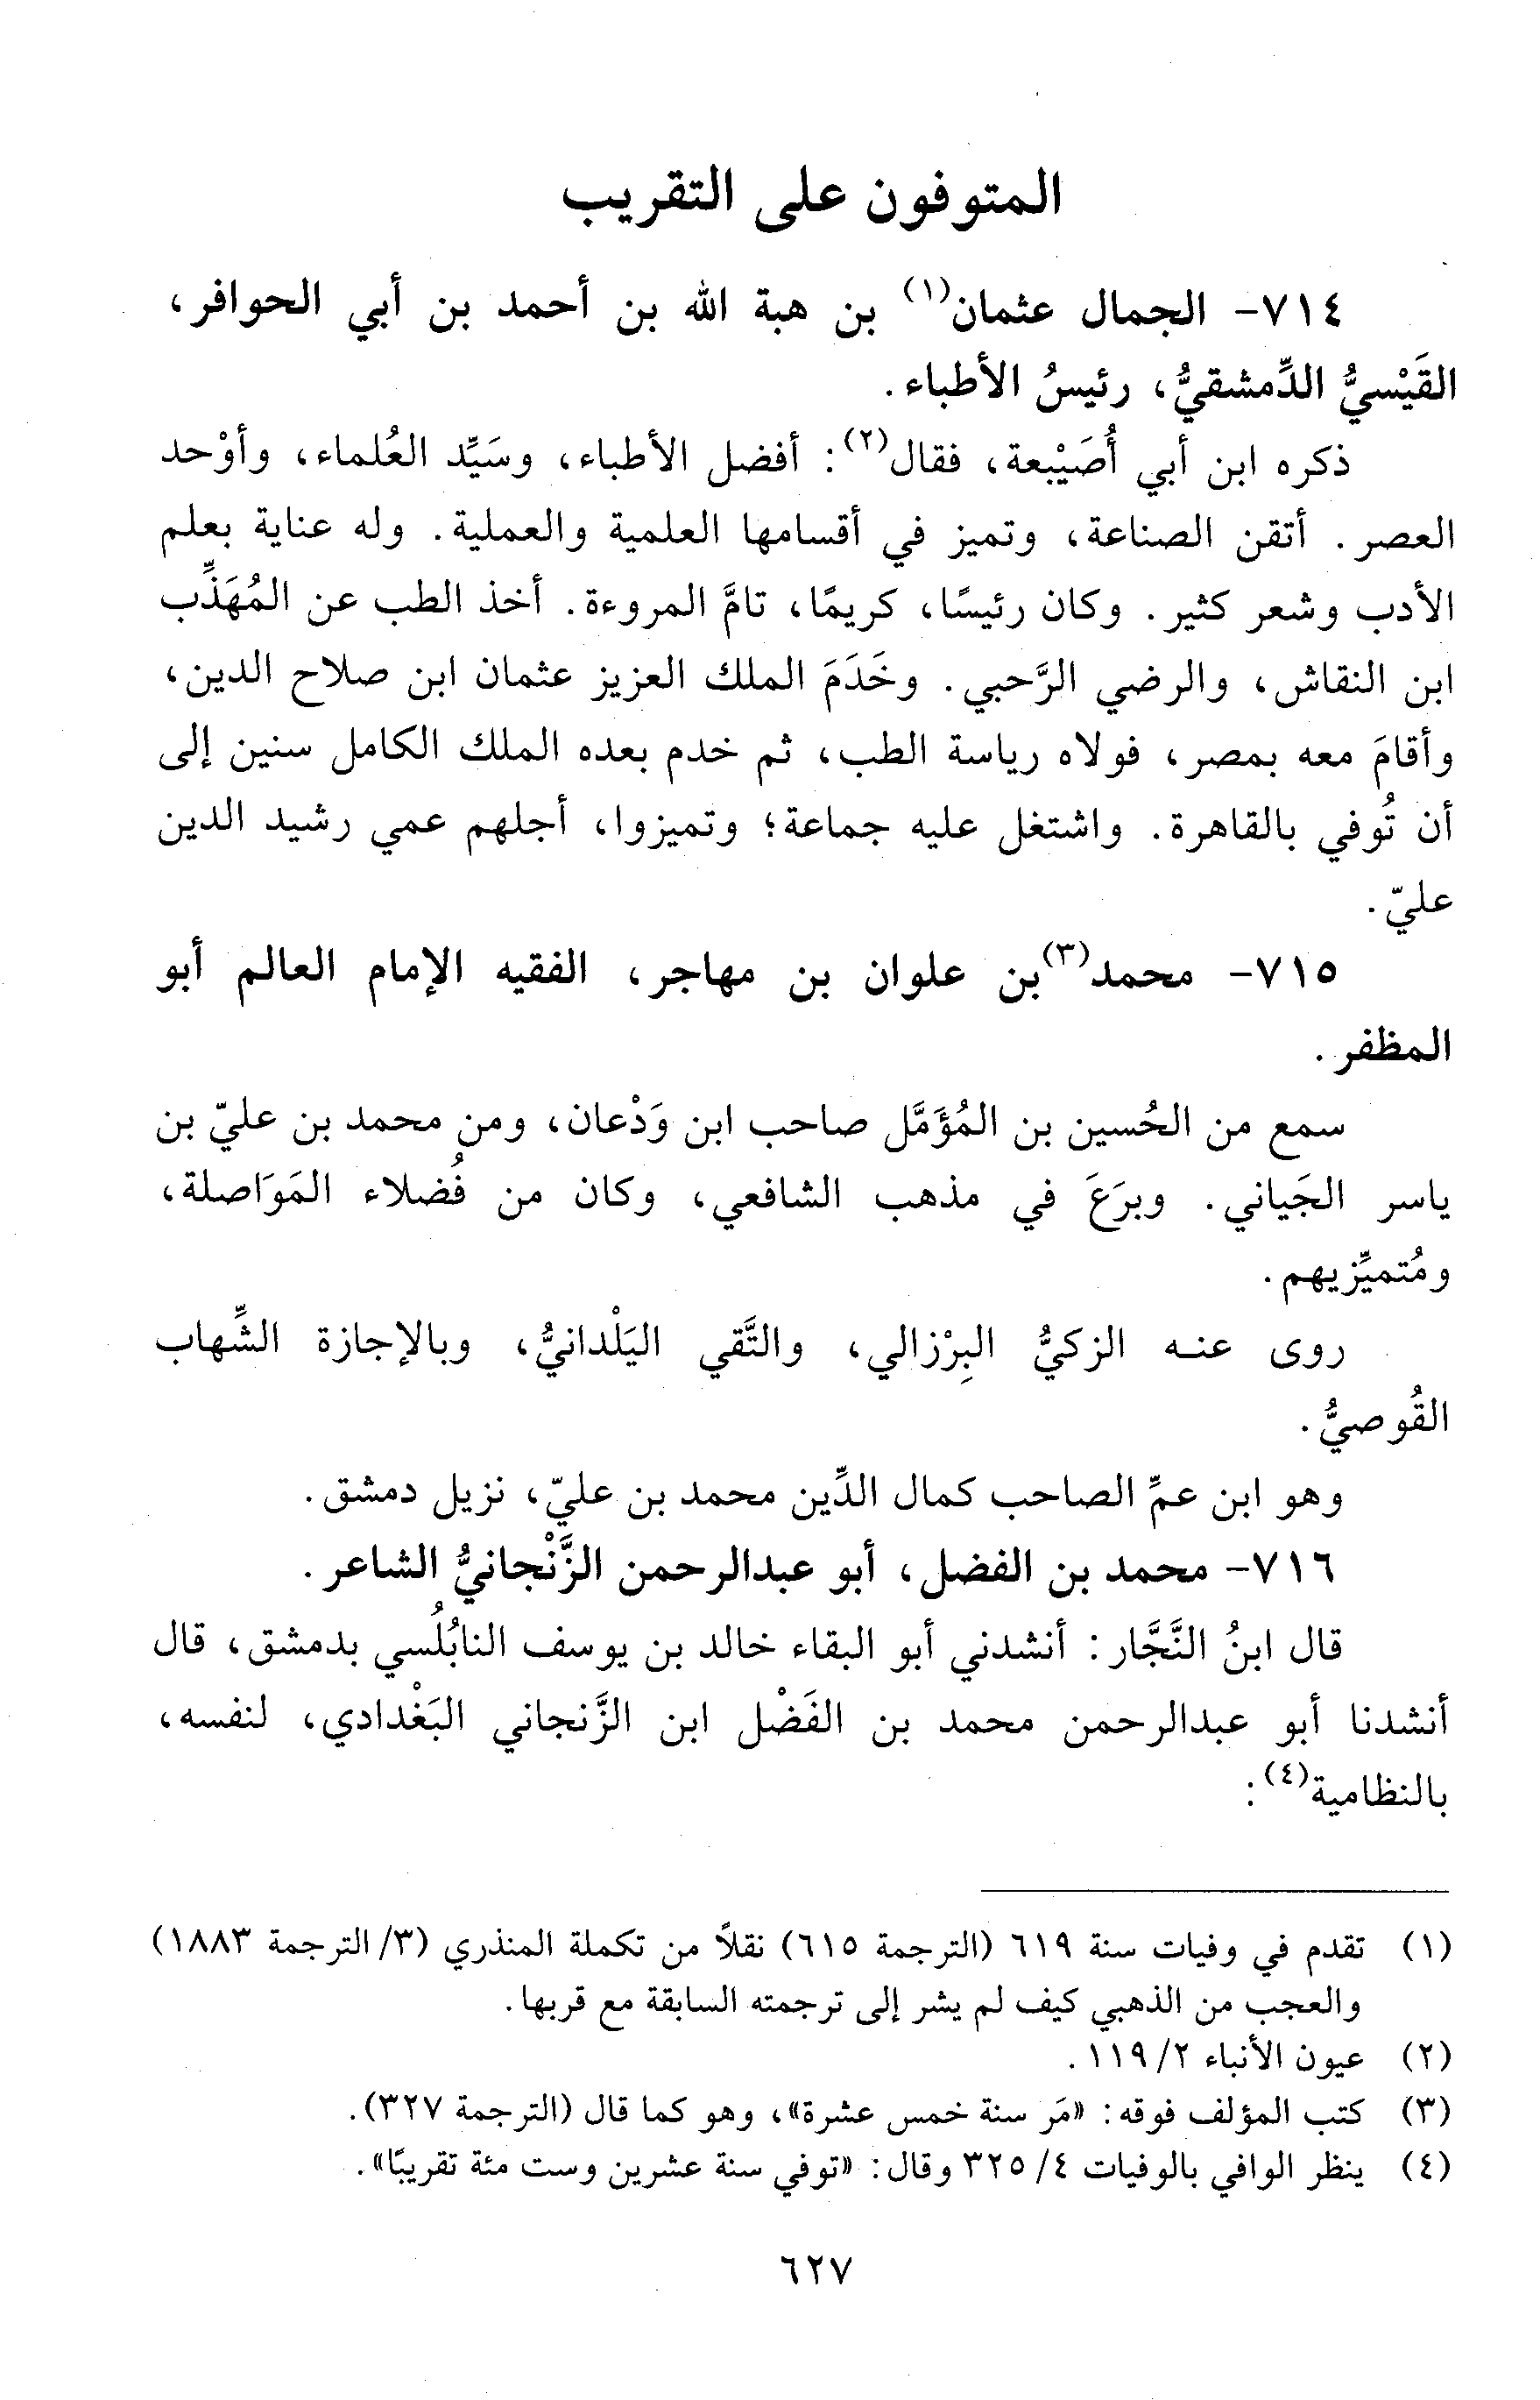 المتوفون على التقريب
٧١٤- الجمال عثمان(١) بن هبة الله بن أحمد بن أبي الحوافر،
القَيْسيُّ الدِّمشقيُّ، رئيسُ الأطباء.
ذكره ابن أبي أُصَيْبعة، فقال(٢): أفضل الأطباء، وسَيِّد العُلماء، وأوْحد
العصر. أتقن الصناعة، وتميز في أقسامها العلمية والعملية. وله عناية بعلم
الأدب وشعر كثير. وكان رئيسًا، كريمًا، تامَّ المروءة. أخذ الطب عن المُهَذِّب
ابن النقاش، والرضي الرَّحبي. وخَدَمَ الملك العزيز عثمان ابن صلاح الدين،
وأقامَ معه بمصر، فولاه رياسة الطب، ثم خدم بعده الملك الكامل سنين إلى
أن تُوفي بالقاهرة. واشتغل عليه جماعة؛ وتميزوا، أجلهم عمي رشيد الدين
عليّ.
٧١٥- محمد(٣)بن علوان بن مهاجر، الفقيه الإمام العالم أبو
المظفر.
سمع من الحُسين بن المُؤَمَّل صاحب ابن وَدْعان، ومن محمد بن عليّ بن
ياسر الجَياني. وبرَعَ في مذهب الشافعي، وكان من فُضلاء المَوَاصلة،
ومُتميِّزيهم.
روى عنه الزكيُّ البِرْزالي، والتَّقي اليَلْدانيُّ، وبالإجازة الشِّهاب
القُوصيُّ.
وهو ابن عمِّ الصاحب كمال الدِّين محمد بن عليّ، نزيل دمشق.
٧١٦- محمد بن الفضل، أبو عبدالرحمن الزَّنْجانيُّ الشاعر.
قال ابنُ النَّجَّار: أنشدني أبو البقاء خالد بن يوسف النابُلُسي بدمشق، قال
أنشدنا أبو عبدالرحمن محمد بن الفَضْل ابن الزَّنجاني البَغْدادي، لنفسه،
بالنظامية(٤):
(١) تقدم في وفيات سنة ٦١٩ (الترجمة ٦١٥) نقلاً من تكملة المنذري (٣/ الترجمة ١٨٨٣)
والعجب من الذهبي كيف لم يشر إلى ترجمته السابقة مع قربها.
(٢) عيون الأنباء ٢/ ١١٩.
(٣) كتب المؤلف فوقه: «مَر سنة خمس عشرة»، وهو كما قال (الترجمة ٣٢٧).
(٤) ينظر الوافي بالوفيات ٤/ ٣٢٥ وقال: «توفي سنة عشرين وست مئة تقريبًا».
٦٢٧